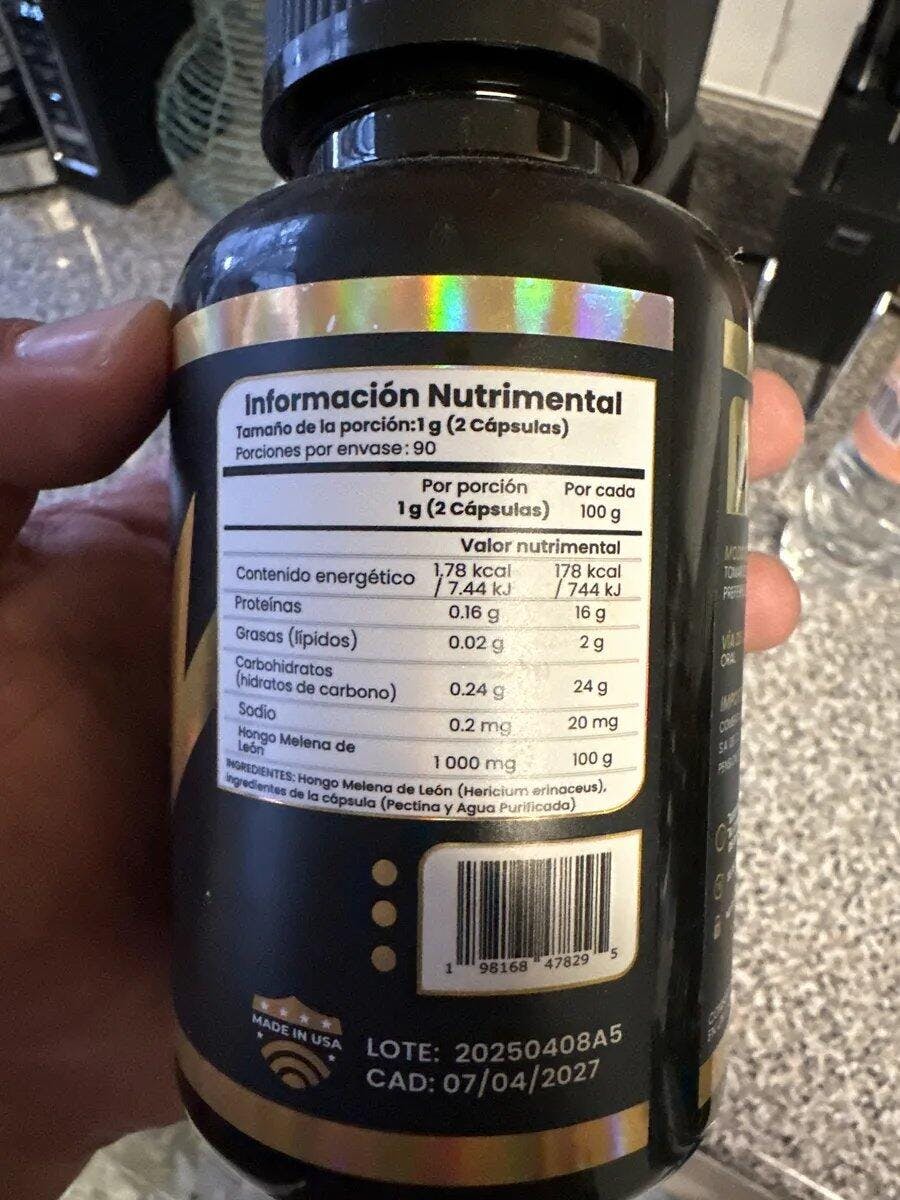 Información Nutrimental
Tamaño de la porción:1 g (2 Cápsulas)
Porciones por envase: 90
Por porción Por cada
1 g (2 Cápsulas) 100 g
Valor nutrimental
Contenido energético 1.78 kcal / 7.44 kJ 178 kcal / 744 kJ
Proteínas 0.16 g 16 g
Grasas (lípidos) 0.02 g 2 g
Carbohidratos
(hidratos de carbono) 0.24 g 24 g
Sodio 0.2 mg 20 mg
Hongo Melena de
León 1 000 mg 100 g
INGREDIENTES: Hongo Melena de León (Hericium erinaceus),
ingredientes de la cápsula (Pectina y Agua Purificada)
1 98168 47829 5
MADE IN USA
LOTE: 20250408A5
CAD: 07/04/2027
ORAL